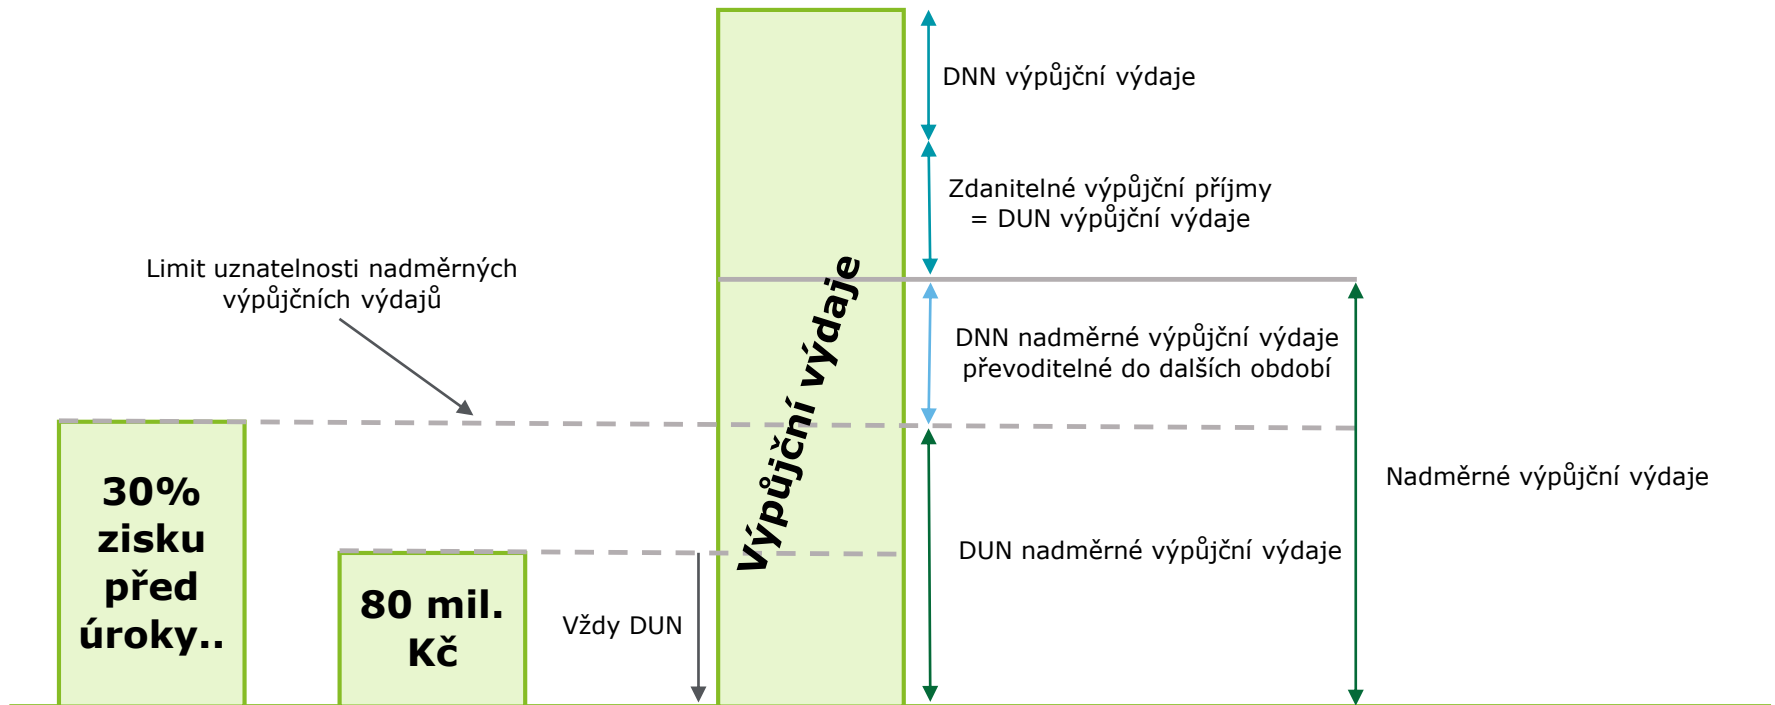 DNN výpůjční výdaje
Zdanitelné výpůjční příjmy
= DUN výpůjční výdaje
Limit uznatelnosti nadměrných
výpůjčních výdajů
Výpůjční výdaje
DNN nadměrné výpůjční výdaje
převoditelné do dalších období
30%
zisku
před
úroky..
Nadměrné výpůjční výdaje
DUN nadměrné výpůjční výdaje
80 mil.
Kč
Vždy DUN